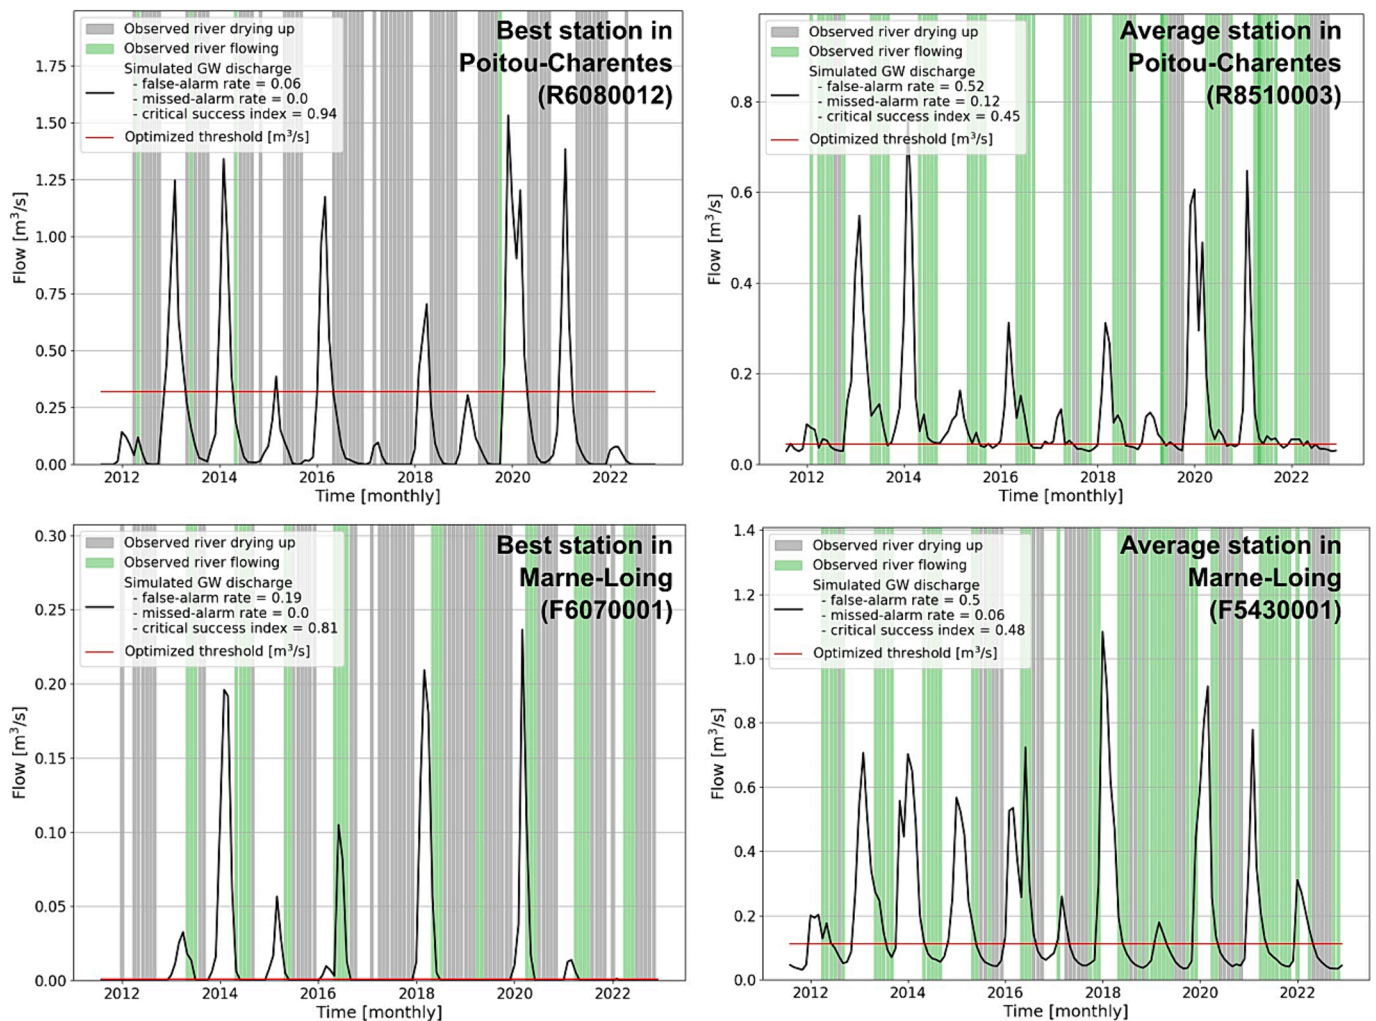 Observed river drying up
Observed river flowing
Simulated GW discharge
- false-alarm rate = 0.06
- missed-alarm rate = 0.0
- critical success index = 0.94
Optimized threshold [m³/s]
Best station in
Poitou-Charentes
(R6080012)
1.75
1.50
1.25
1.00
0.75
0.50
0.25
0.00
Flow [m³/s]
2012 2014 2016 2018 2020 2022
Time [monthly]
Observed river drying up
Observed river flowing
Simulated GW discharge
- false-alarm rate = 0.52
- missed-alarm rate = 0.12
- critical success index = 0.45
Optimized threshold [m³/s]
Average station in
Poitou-Charentes
(R8510003)
0.8
0.6
0.4
0.2
0.0
Flow [m³/s]
2012 2014 2016 2018 2020 2022
Time [monthly]
Observed river drying up
Observed river flowing
Simulated GW discharge
- false-alarm rate = 0.19
- missed-alarm rate = 0.0
- critical success index = 0.81
Optimized threshold [m³/s]
Best station in
Marne-Loing
(F6070001)
0.30
0.25
0.20
0.15
0.10
0.05
0.00
Flow [m³/s]
2012 2014 2016 2018 2020 2022
Time [monthly]
Observed river drying up
Observed river flowing
Simulated GW discharge
- false-alarm rate = 0.5
- missed-alarm rate = 0.06
- critical success index = 0.48
Optimized threshold [m³/s]
Average station in
Marne-Loing
(F5430001)
1.4
1.2
1.0
0.8
0.6
0.4
0.2
0.0
Flow [m³/s]
2012 2014 2016 2018 2020 2022
Time [monthly]